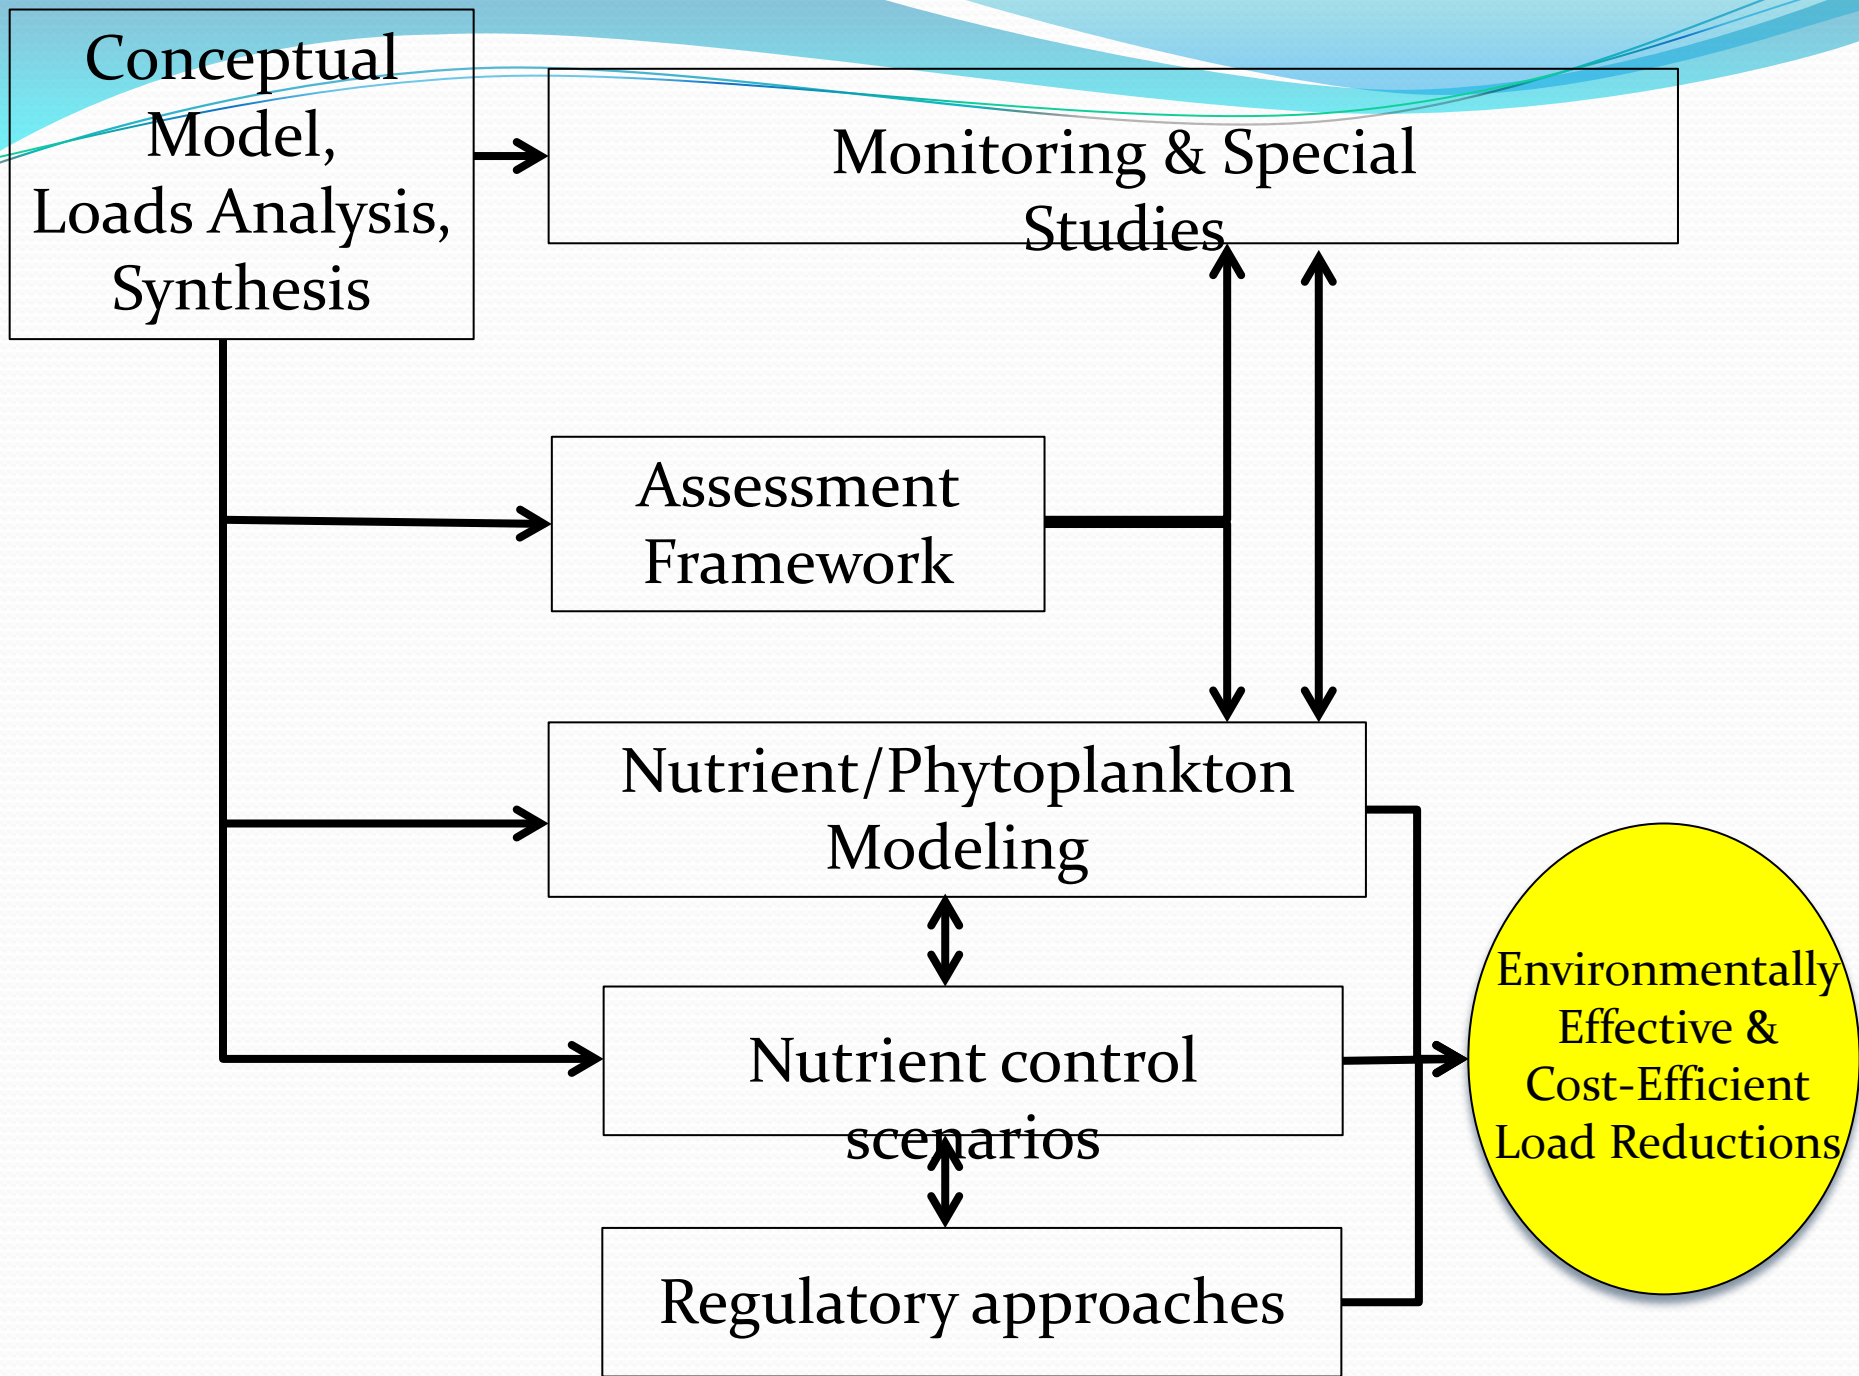 Conceptual
Model,
Loads Analysis,
Synthesis
Monitoring & Special
Studies
Assessment
Framework
Nutrient/Phytoplankton
Modeling
Nutrient control
scenarios
Regulatory approaches
Environmentally
Effective &
Cost-Efficient
Load Reductions